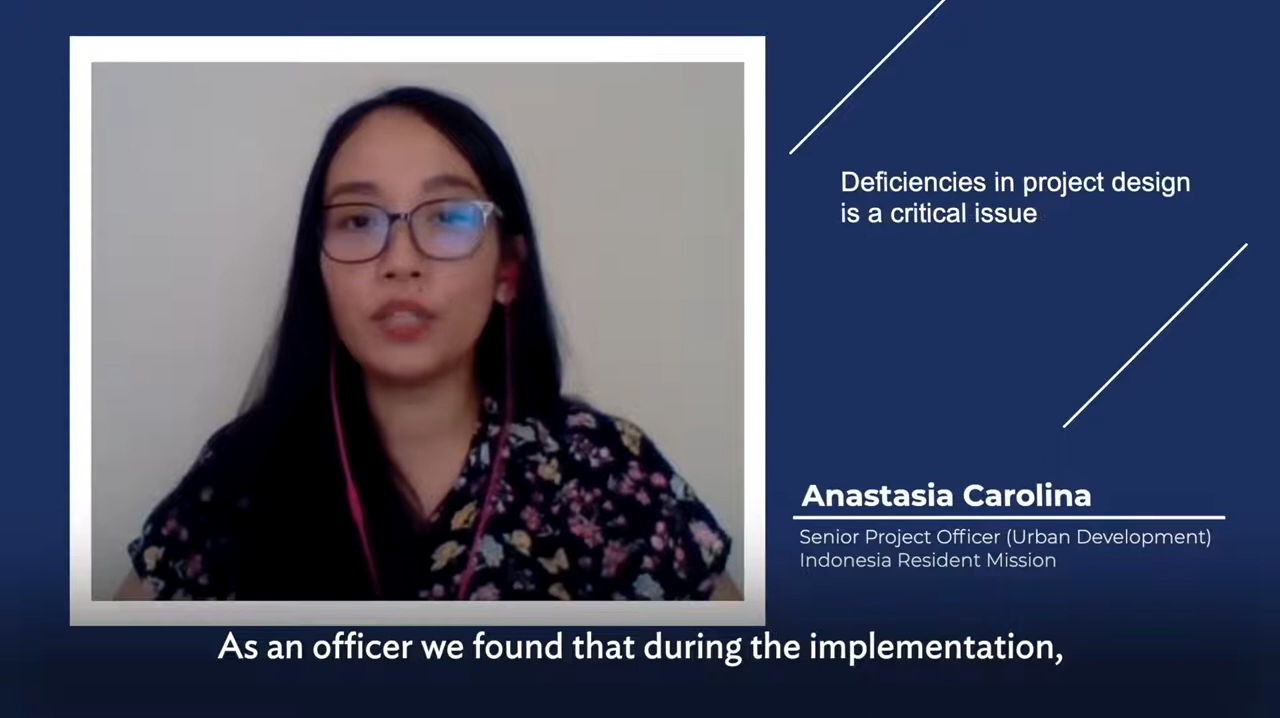 Deficiencies in project design
is a critical issue
Anastasia Carolina
Senior Project Officer (Urban Development)
Indonesia Resident Mission
As an officer we found that during the implementation,